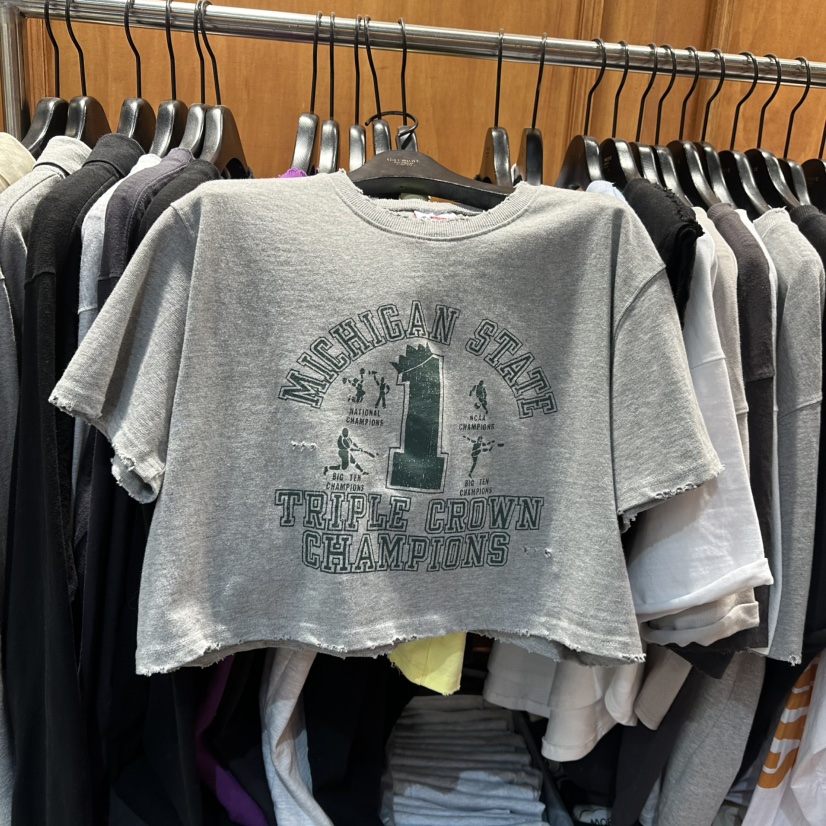 MICHIGAN STATE
1
NATIONAL
CHAMPIONS
NCAA
CHAMPIONS
BIG TEN
CHAMPIONS
BIG TEN
CHAMPIONS
TRIPLE CROWN
CHAMPIONS